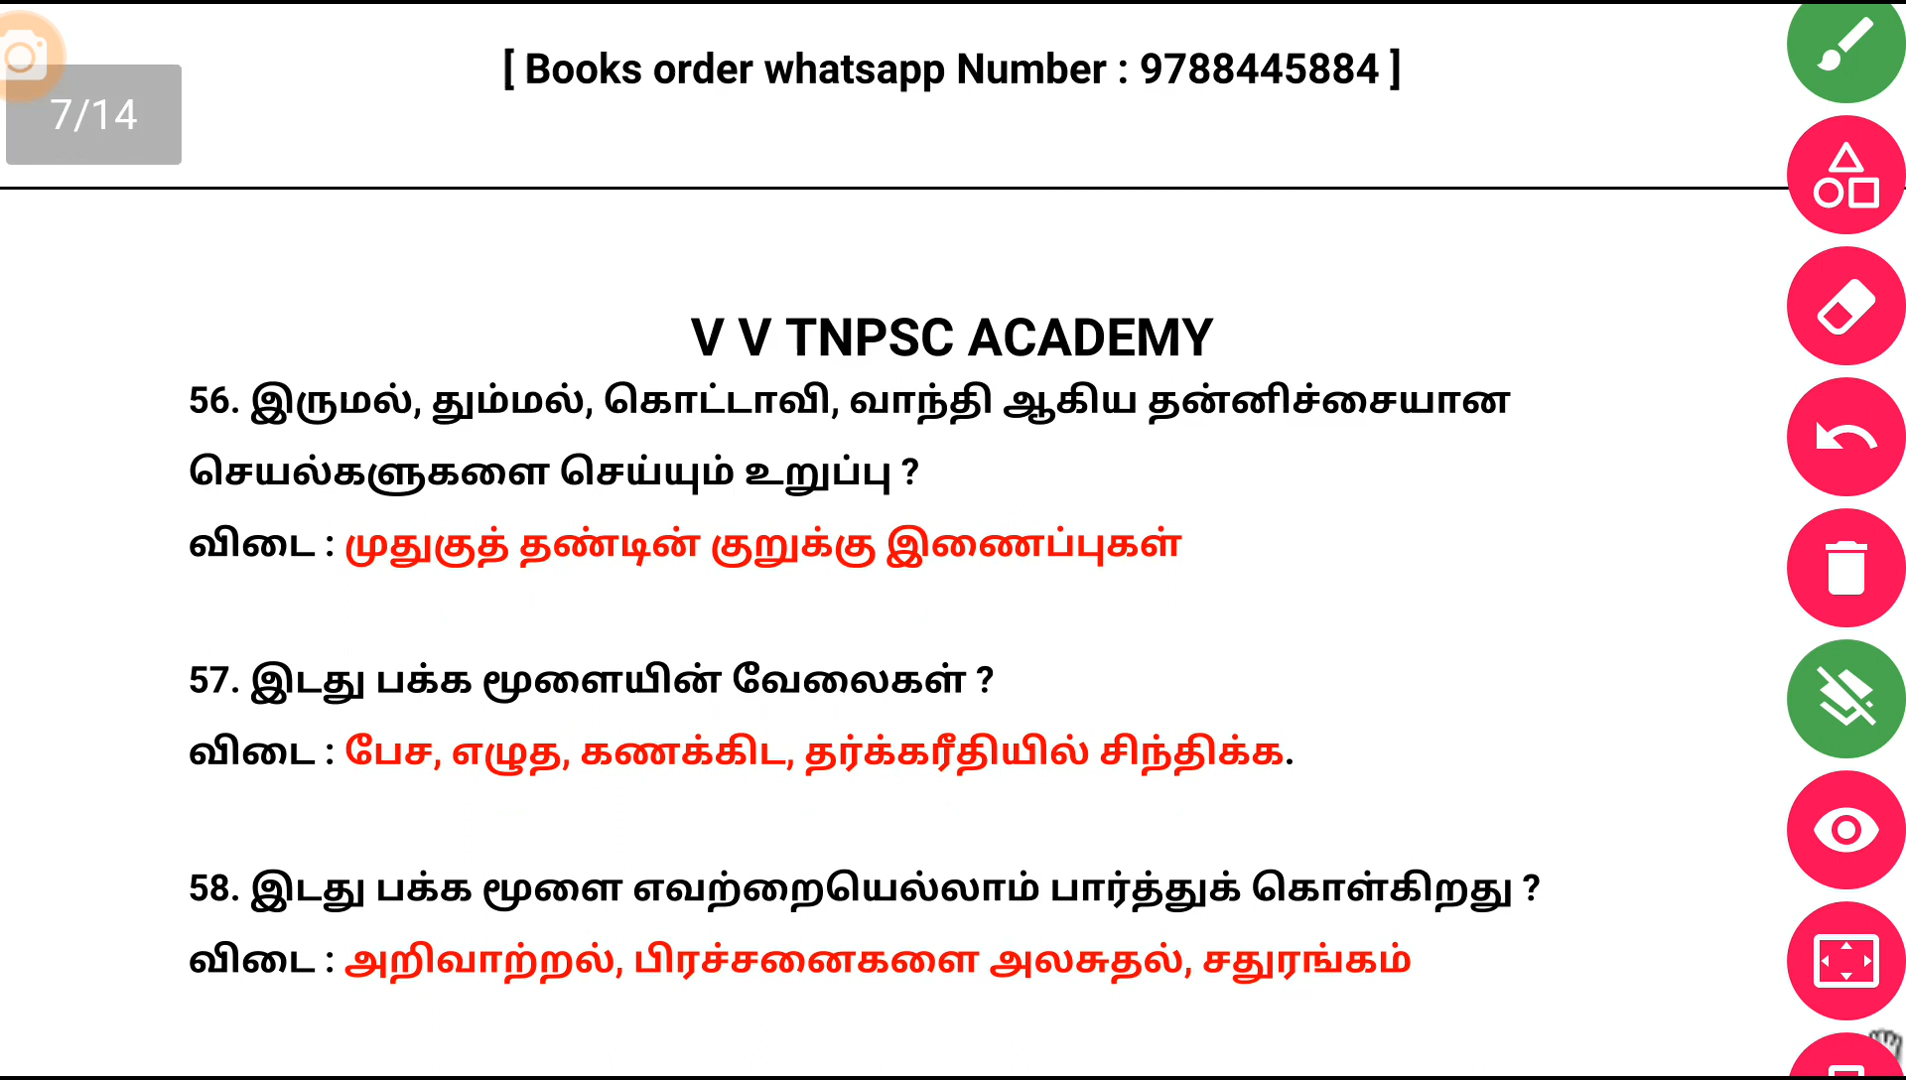 [ Books order whatsapp Number : 9788445884 ]
7/14
V V TNPSC ACADEMY
56. இருமல், தும்மல், கொட்டாவி, வாந்தி ஆகிய தன்னிச்சையான
செயல்களுகளை செய்யும் உறுப்பு ?
விடை : முதுகுத் தண்டின் குறுக்கு இணைப்புகள்
57. இடது பக்க மூளையின் வேலைகள் ?
விடை : பேச, எழுத, கணக்கிட, தர்க்கரீதியில் சிந்திக்க.
58. இடது பக்க மூளை எவற்றையெல்லாம் பார்த்துக் கொள்கிறது ?
விடை : அறிவாற்றல், பிரச்சனைகளை அலசுதல், சதுரங்கம்